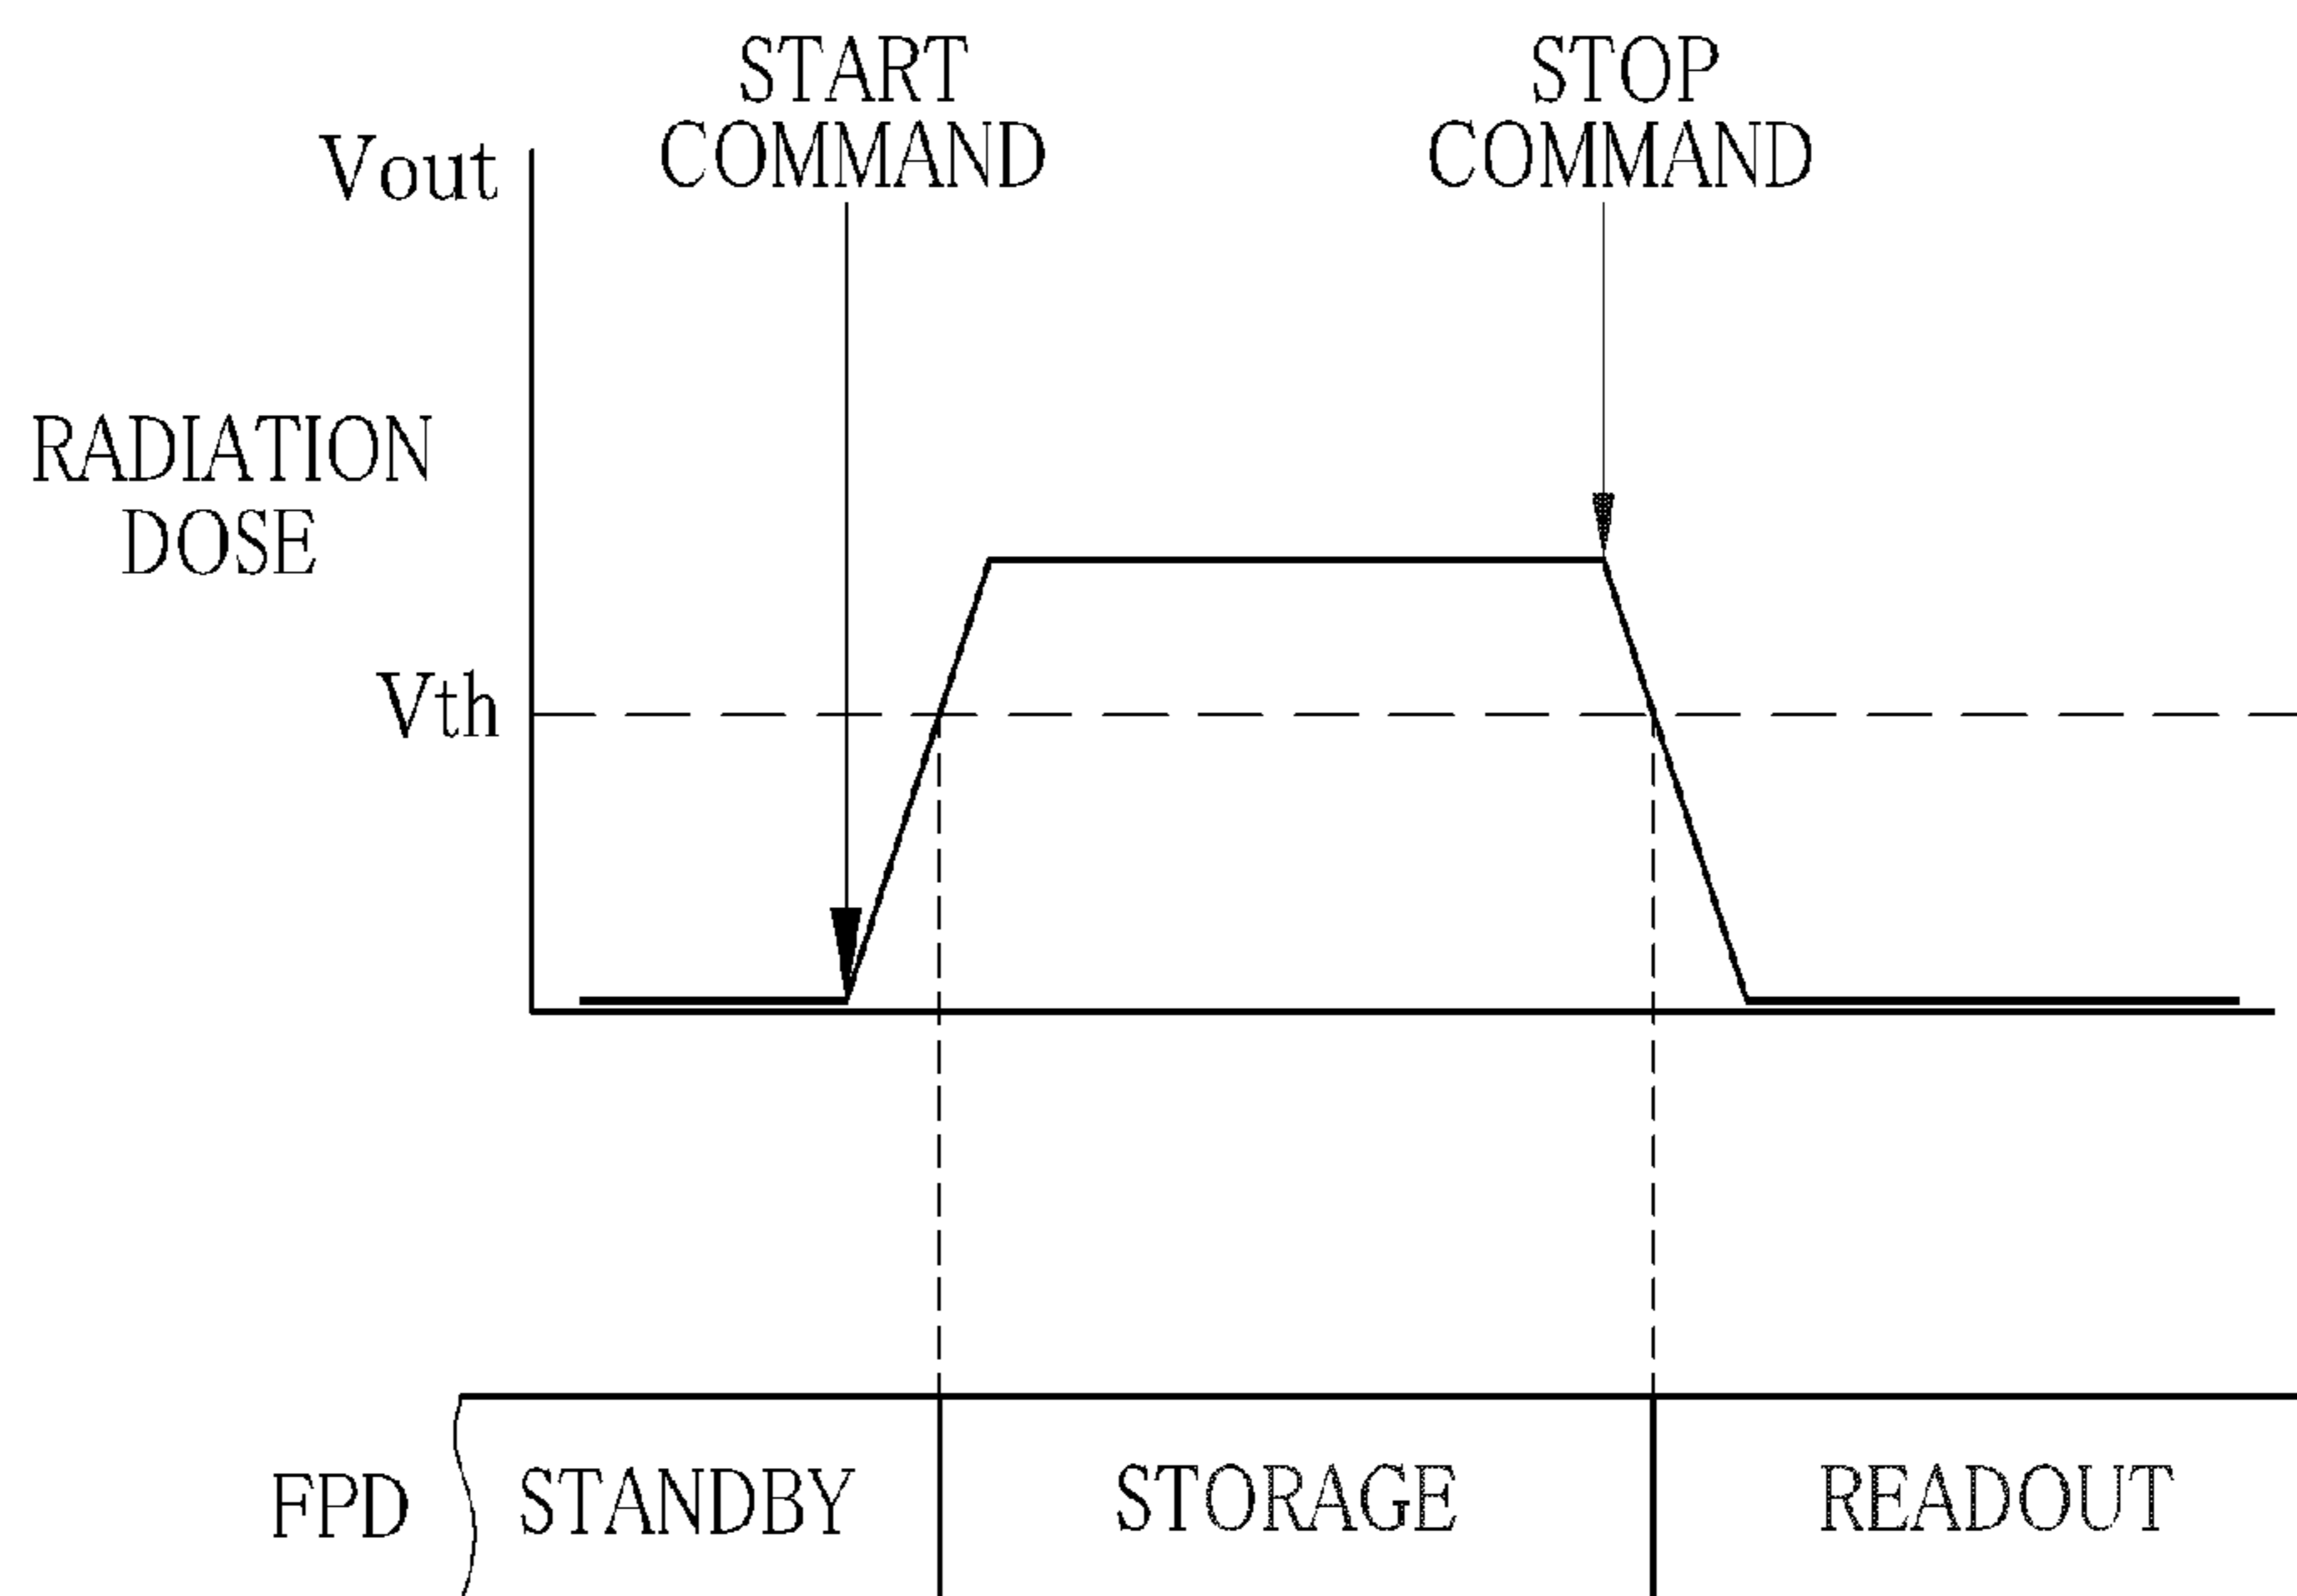 START
COMMAND
STOP
COMMAND
Vout
RADIATION
DOSE
Vth
FPD
STANDBY
STORAGE
READOUT